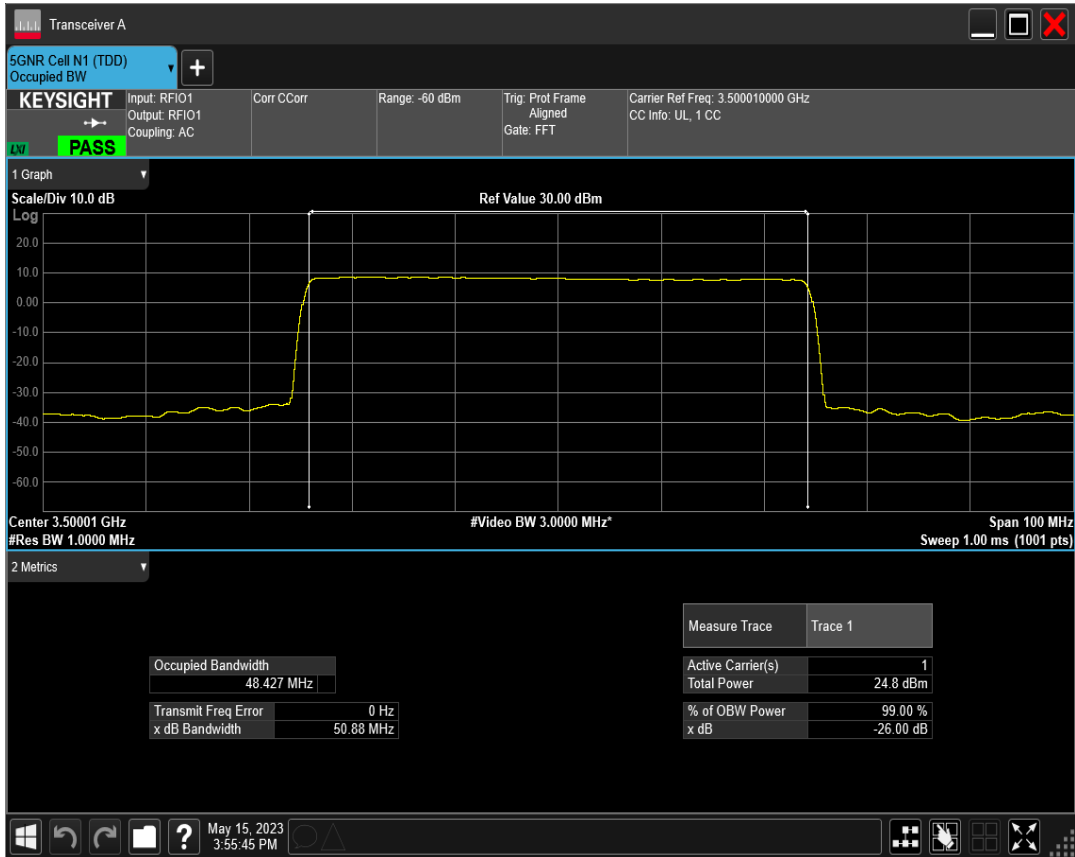 Transceiver A
5GNR Cell N1 (TDD)
Occupied BW
+
KEYSIGHT
LXI
PASS
Input: RFIO1
Output: RFIO1
Coupling: AC
Corr CCorr
Range: -60 dBm
Trig: Prot Frame
Aligned
Gate: FFT
Carrier Ref Freq: 3.500010000 GHz
CC Info: UL, 1 CC
1 Graph
Scale/Div 10.0 dB
Ref Value 30.00 dBm
Log
20.0
10.0
0.00
-10.0
-20.0
-30.0
-40.0
-50.0
-60.0
Center 3.50001 GHz
#Video BW 3.0000 MHz*
Span 100 MHz
#Res BW 1.0000 MHz
Sweep 1.00 ms (1001 pts)
2 Metrics
Measure Trace Trace 1
Occupied Bandwidth
48.427 MHz
Active Carrier(s) 1
Total Power 24.8 dBm
Transmit Freq Error 0 Hz
x dB Bandwidth 50.88 MHz
% of OBW Power 99.00 %
x dB -26.00 dB
?
May 15, 2023
3:55:45 PM